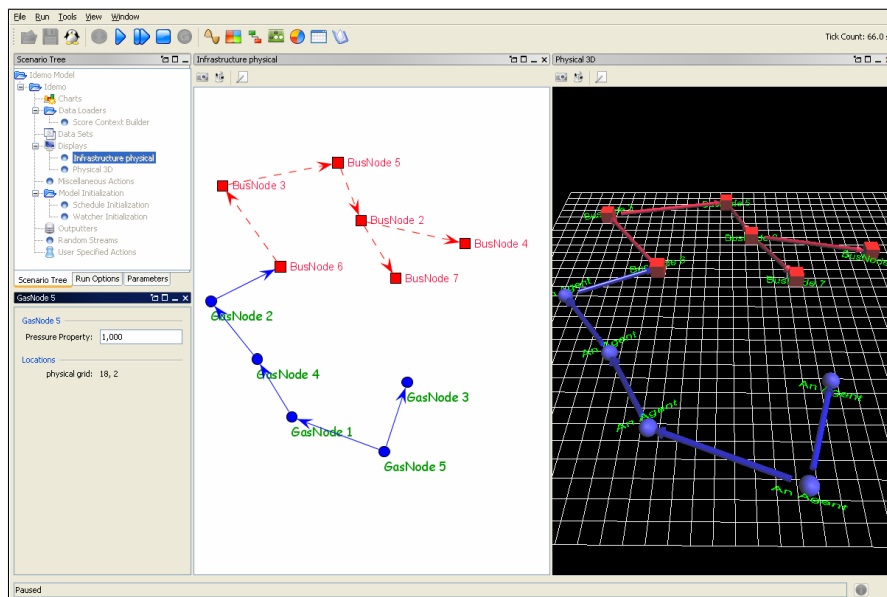 File Run Tools View Window
Tick Count: 66.0
Scenario Tree
Idemo Model
Idemo
Charts
Data Loaders
Score Context Builder
Data Sets
Displays
Infrastructure physical
Physical 3D
Miscellaneous Actions
Model Initialization
Schedule Initialization
Watcher Initialization
Outputters
Random Streams
User Specified Actions
Scenario Tree Run Options Parameters
GasNode 5
GasNode 5
Pressure Property: 1,000
Locations
physical grid: 18, 2
Infrastructure physical
BusNode 5
BusNode 3
BusNode 2
BusNode 4
BusNode 6
BusNode 7
GasNode 2
GasNode 4
GasNode 3
GasNode 1
GasNode 5
Physical 3D
BusNode 7
An Agent
An Agent
An Agent
An Agent
Paused